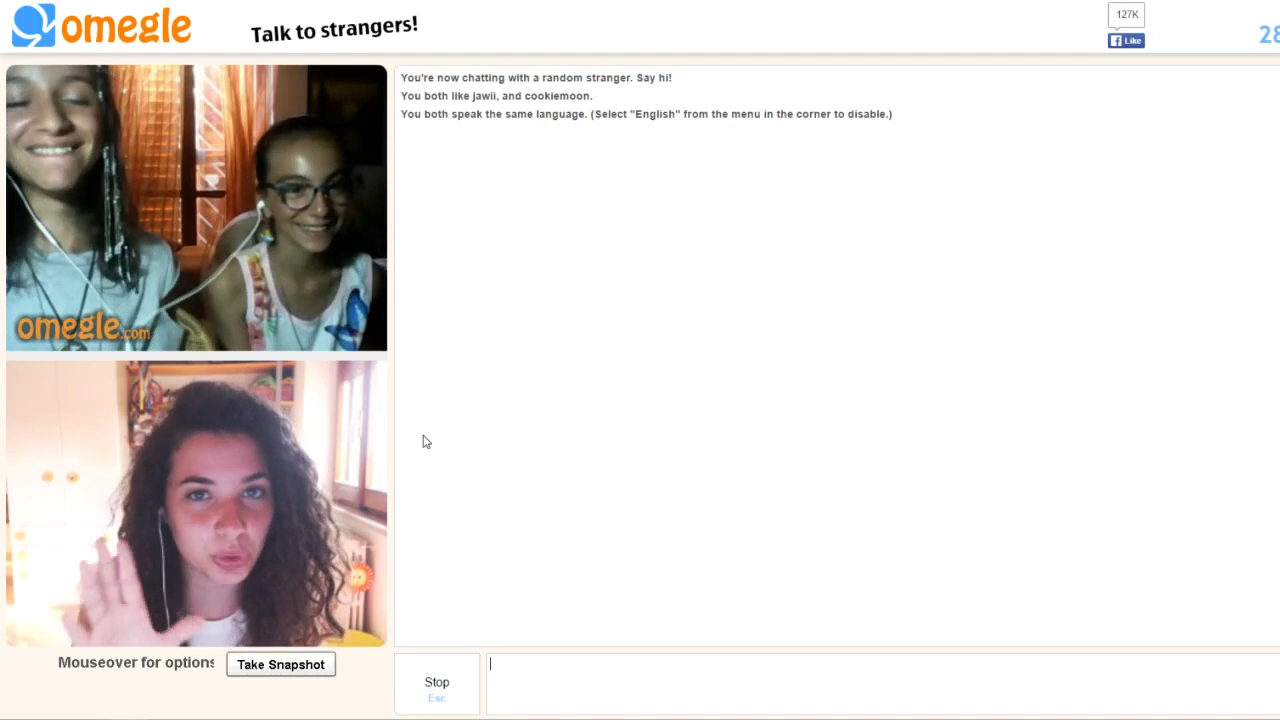 omegle
Talk to strangers!
127K
Like
28
You're now chatting with a random stranger. Say hi!
You both like jawii, and cookiemoon.
You both speak the same language. (Select "English" from the menu in the corner to disable.)
omegle.com
Mouseover for options
Take Snapshot
Stop
Esc